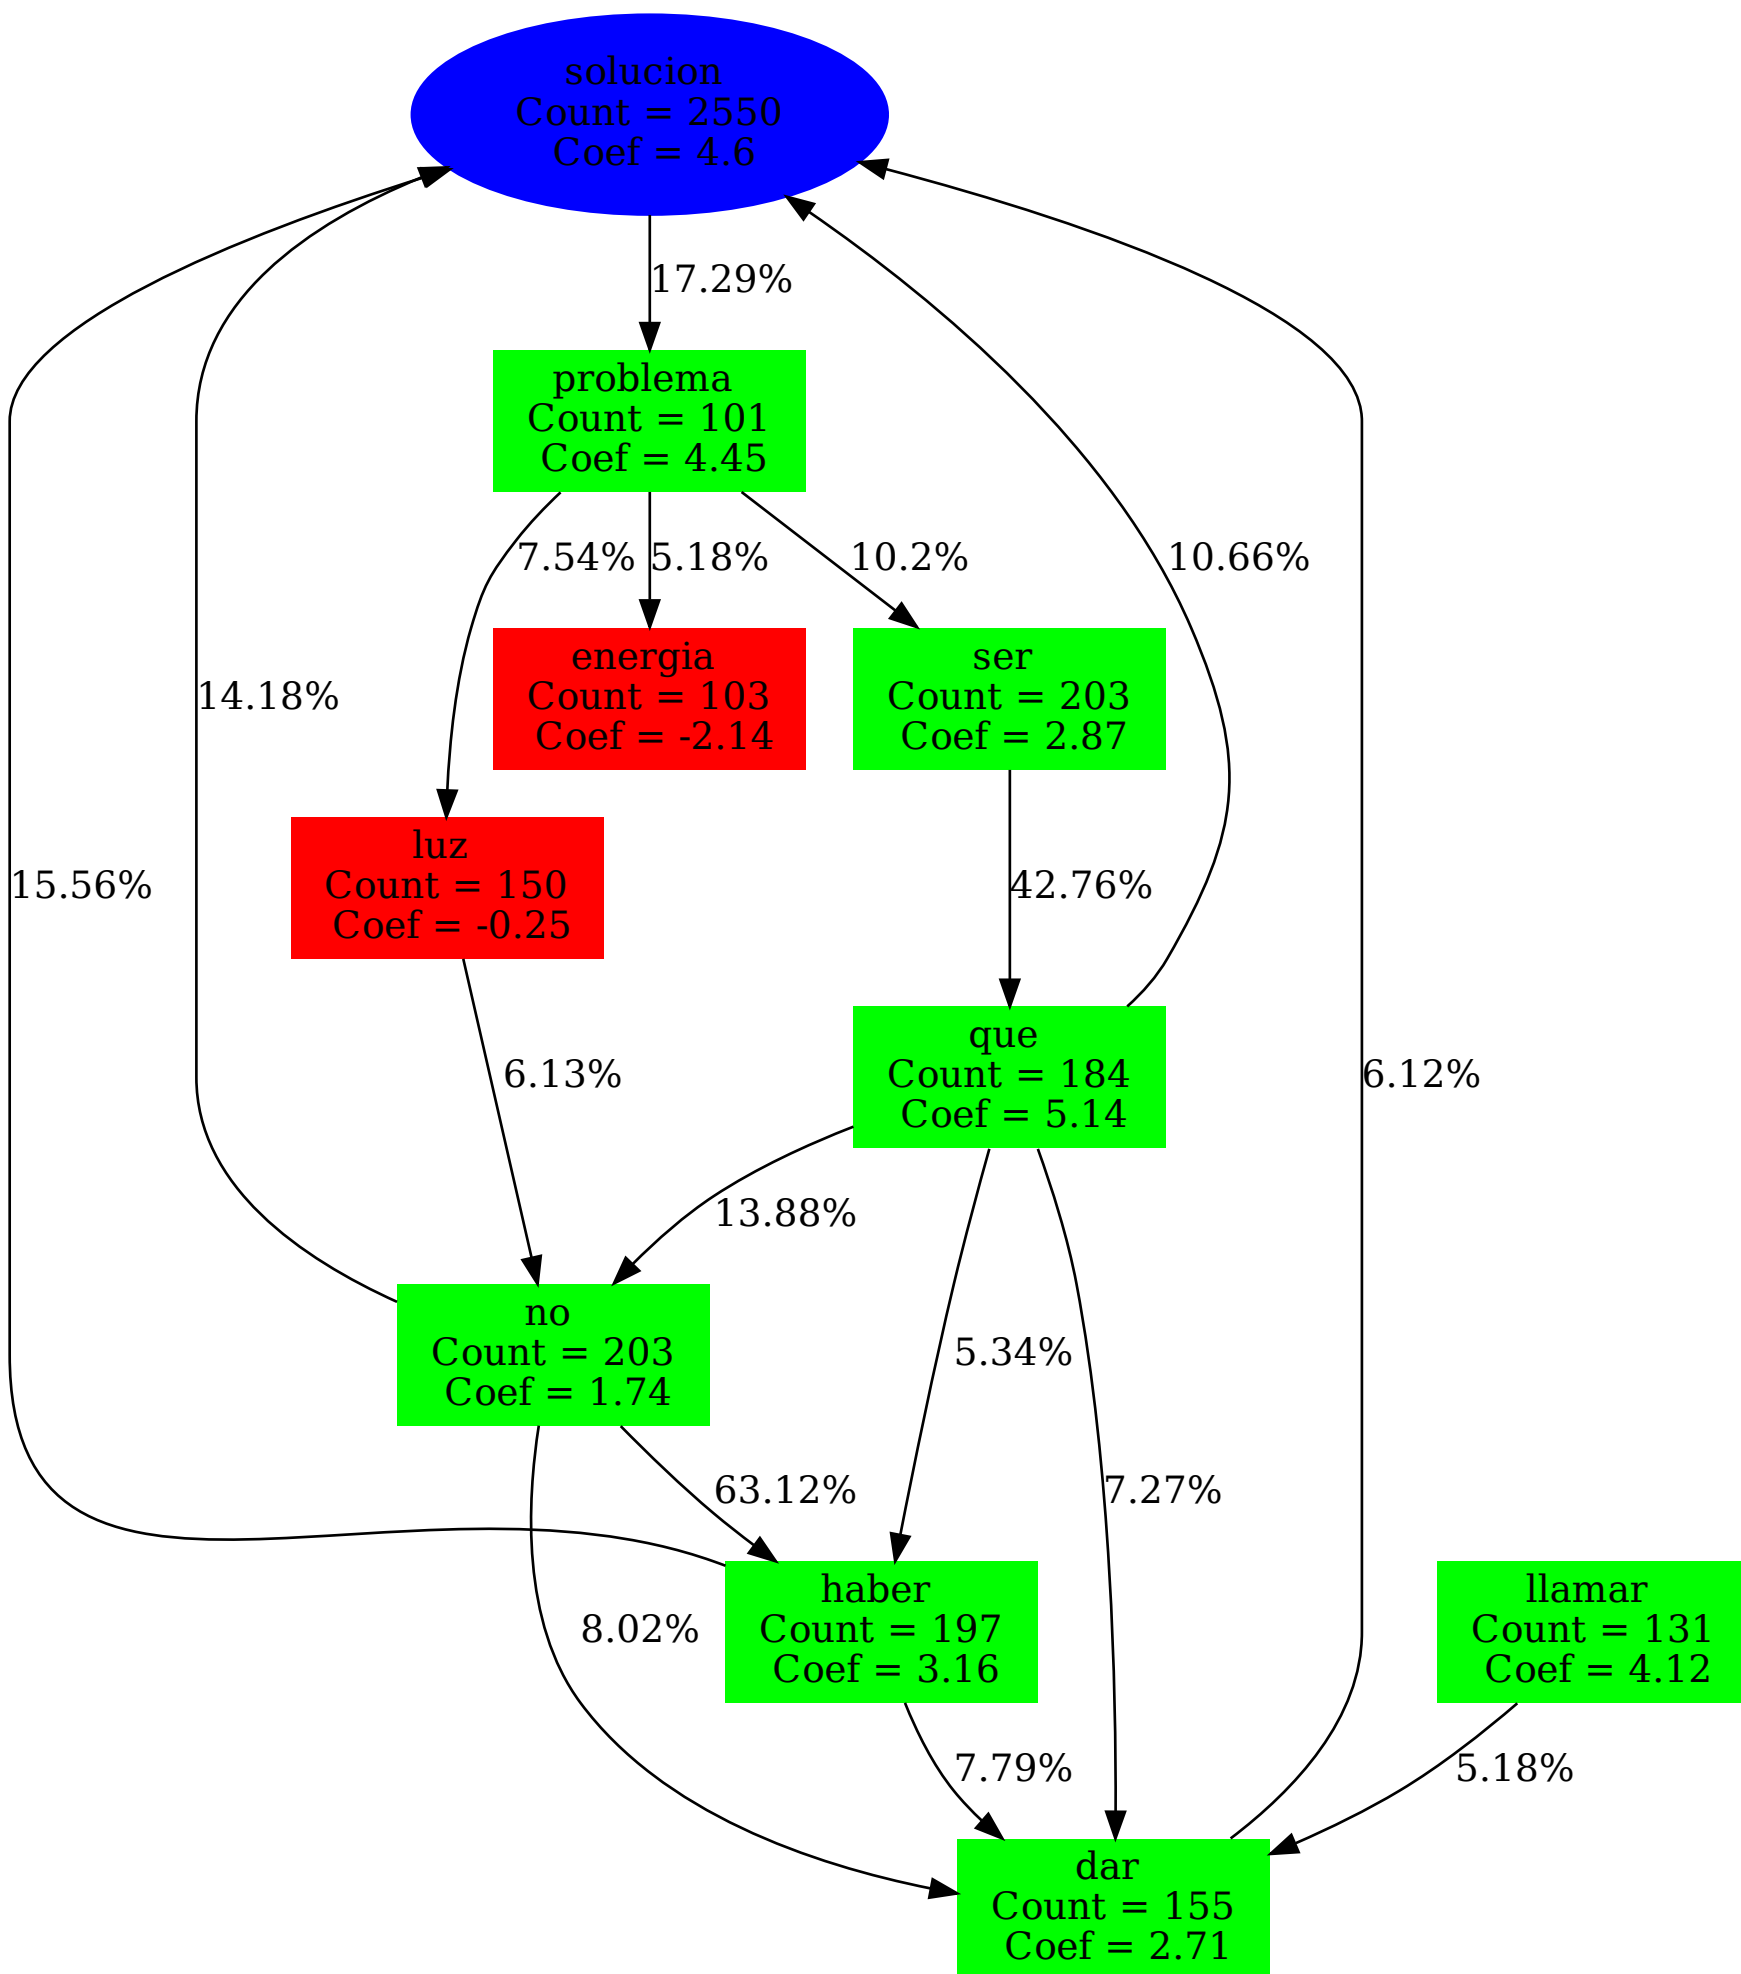 solucion
Count = 2550
Coef = 4.6
17.29%
problema
Count = 101
Coef = 4.45
7.54%
5.18%
10.2%
10.66%
energia
Count = 103
Coef = -2.14
ser
Count = 203
Coef = 2.87
14.18%
luz
Count = 150
Coef = -0.25
15.56%
42.76%
que
Count = 184
Coef = 5.14
6.13%
6.12%
13.88%
no
Count = 203
Coef = 1.74
5.34%
63.12%
7.27%
haber
Count = 197
Coef = 3.16
8.02%
llamar
Count = 131
Coef = 4.12
7.79%
5.18%
dar
Count = 155
Coef = 2.71